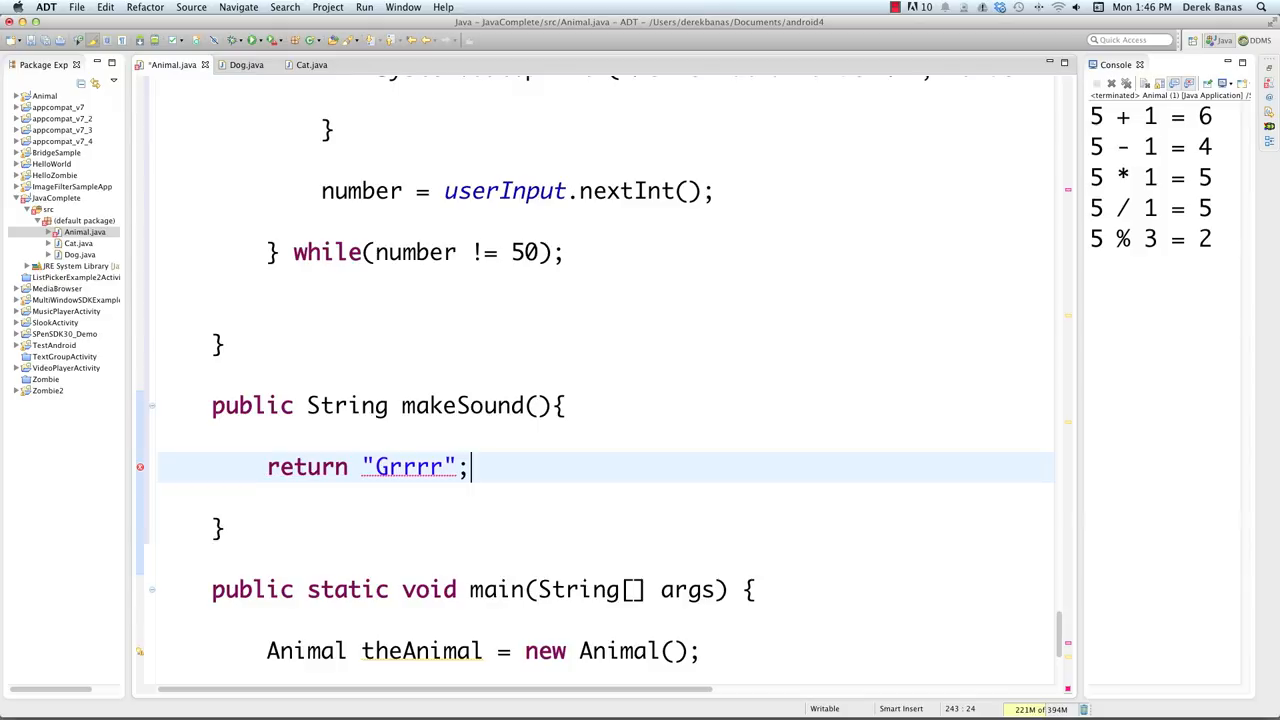 ADT File Edit Refactor Source Navigate Search Project Run Window Help
10
Mon 1:46 PM Derek Banas
Java - JavaComplete/src/Animal.java - ADT - /Users/derekbanas/Documents/android4
Quick Access
Java
DDMS
Package Exp
*Animal.java
Dog.java
Cat.java
Console
<terminated> Animal (1) [Java Application] /S
Animal
appcompat_v7
appcompat_v7_2
appcompat_v7_3
appcompat_v7_4
BridgeSample
HelloWorld
HelloZombie
ImageFilterSampleApp
JavaComplete
src
(default package)
Animal.java
Cat.java
Dog.java
JRE System Library [Ja
ListPickerExample2Activi
MediaBrowser
MultiWindowSDKExample
MusicPlayerActivity
SlookActivity
SPenSDK30_Demo
TestAndroid
TextGroupActivity
VideoPlayerActivity
Zombie
Zombie2
}
number = userInput.nextInt();
} while(number != 50);
}
public String makeSound(){
return "Grrrr";
}
public static void main(String[] args) {
Animal theAnimal = new Animal();
5 + 1 = 6
5 - 1 = 4
5 * 1 = 5
5 / 1 = 5
5 % 3 = 2
Writable
Smart Insert
243 : 24
221M of 394M